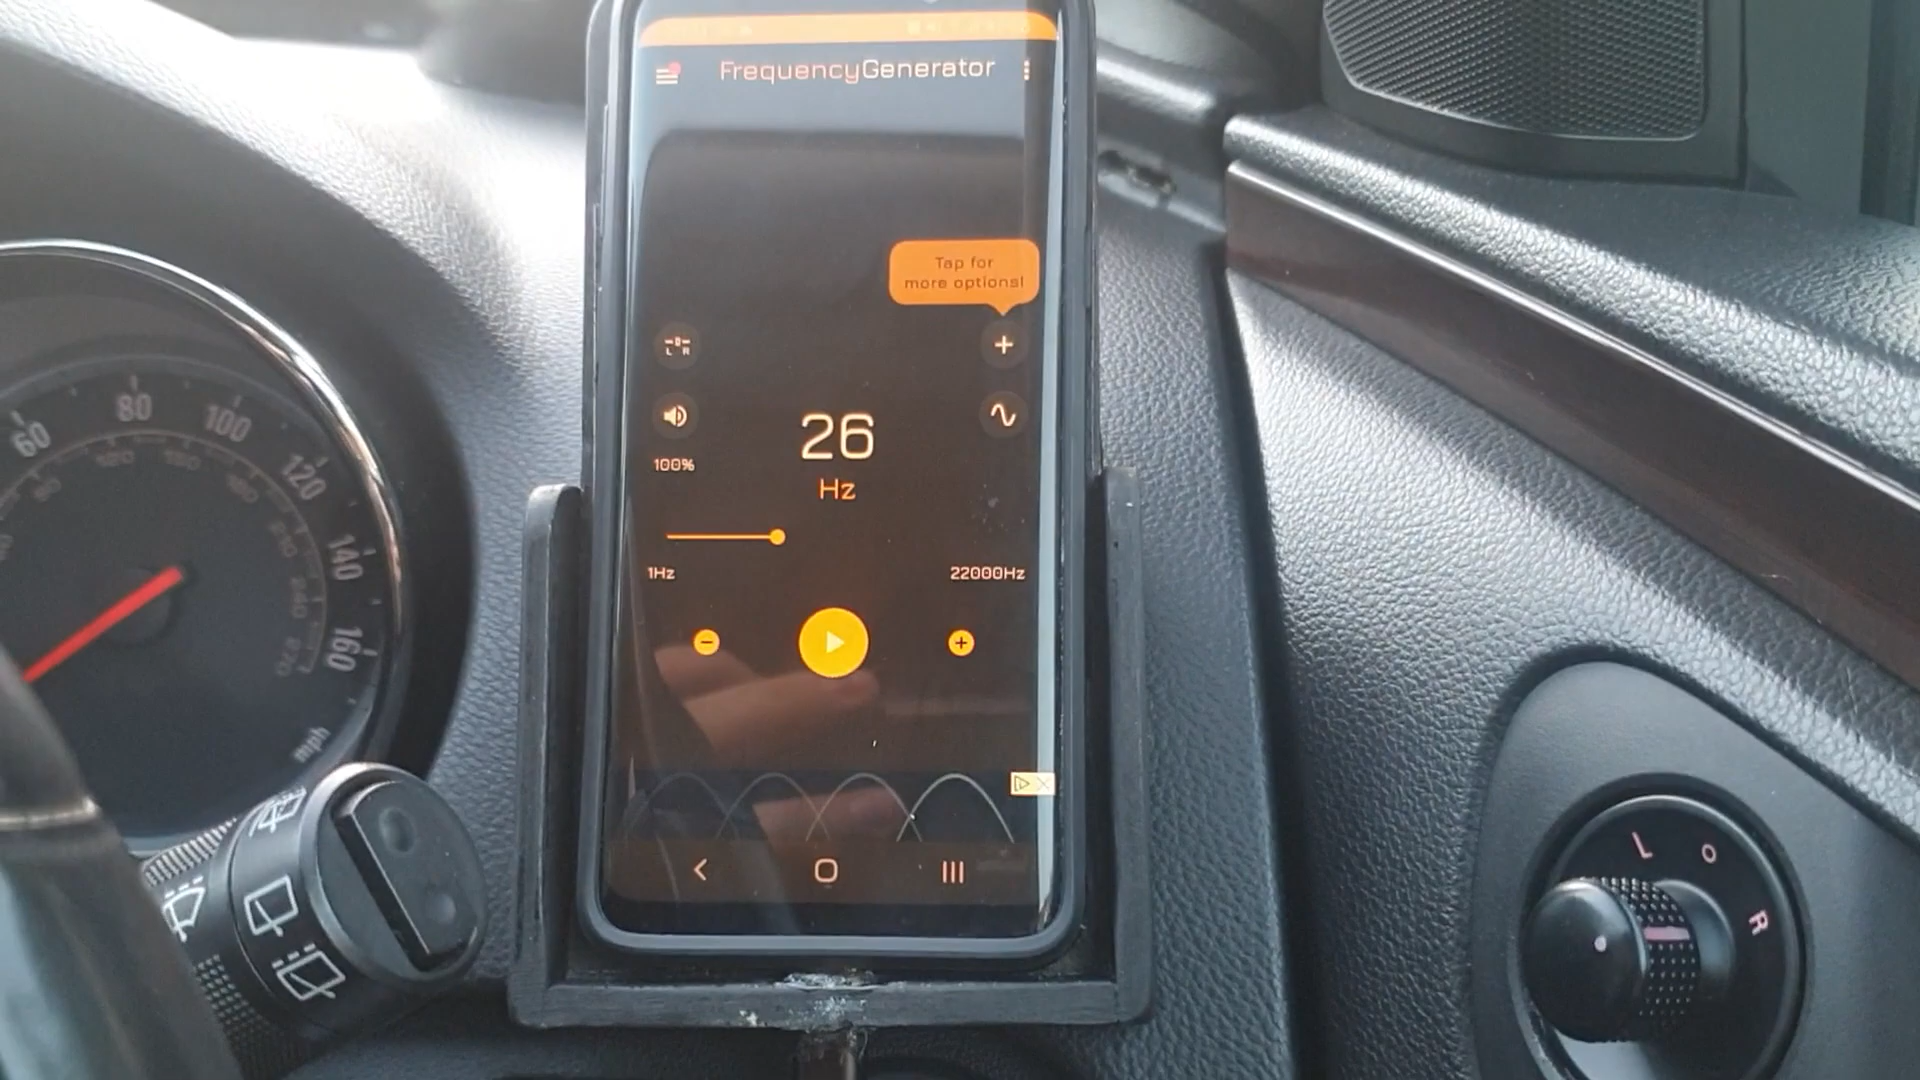 FrequencyGenerator
Tap for
more options!
L R
100%
26
Hz
1Hz
22000Hz
60
80
100
120
140
160
mph
L O
R